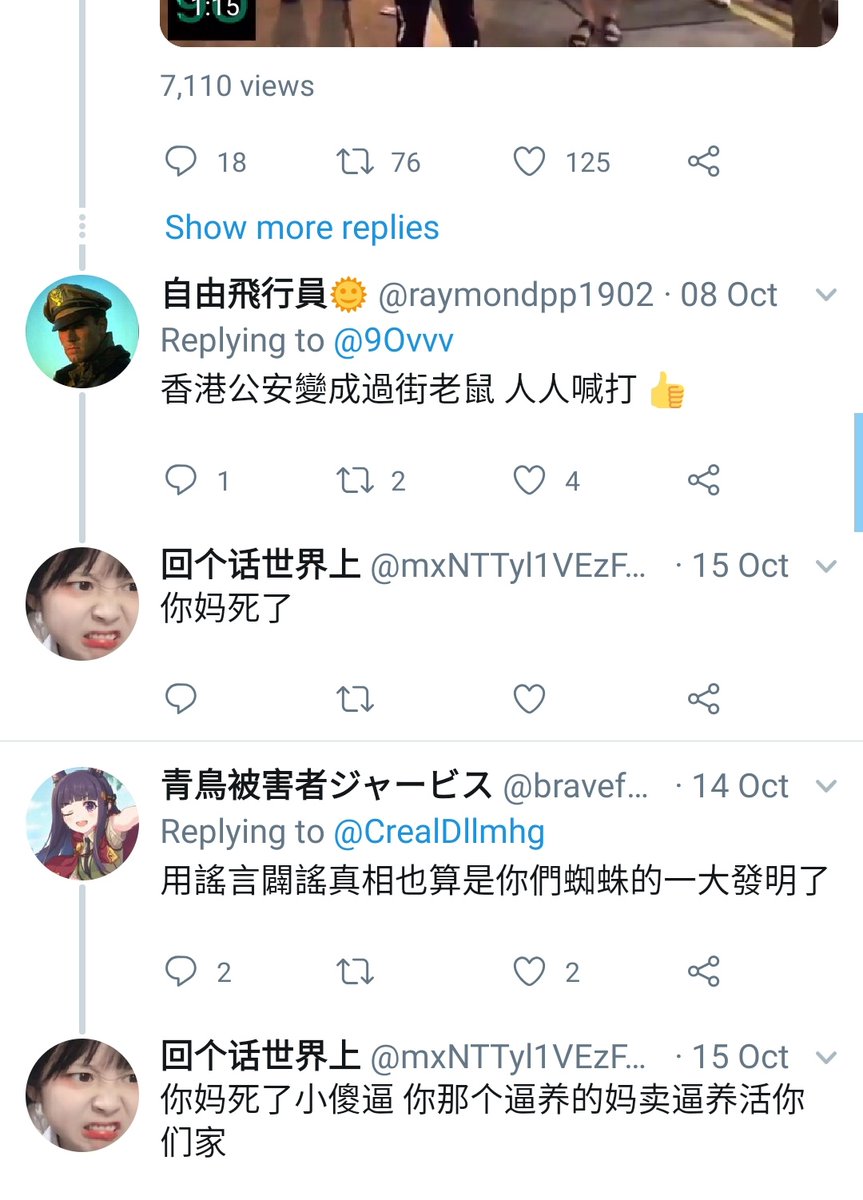 1:15
7,110 views
18 76 125
Show more replies
自由飛行員🌞 @raymondpp1902 · 08 Oct
Replying to @9Ovvv
香港公安變成過街老鼠 人人喊打 👍
1 2 4
回个话世界上 @mxNTTyl1VEzF... · 15 Oct
你妈死了
青鳥被害者ジャービス @bravef... · 14 Oct
Replying to @CrealDllmhg
用謠言闢謠真相也算是你們蜘蛛的一大發明了
2 2
回个话世界上 @mxNTTyl1VEzF... · 15 Oct
你妈死了小傻逼 你那个逼养的妈卖逼养活你
们家